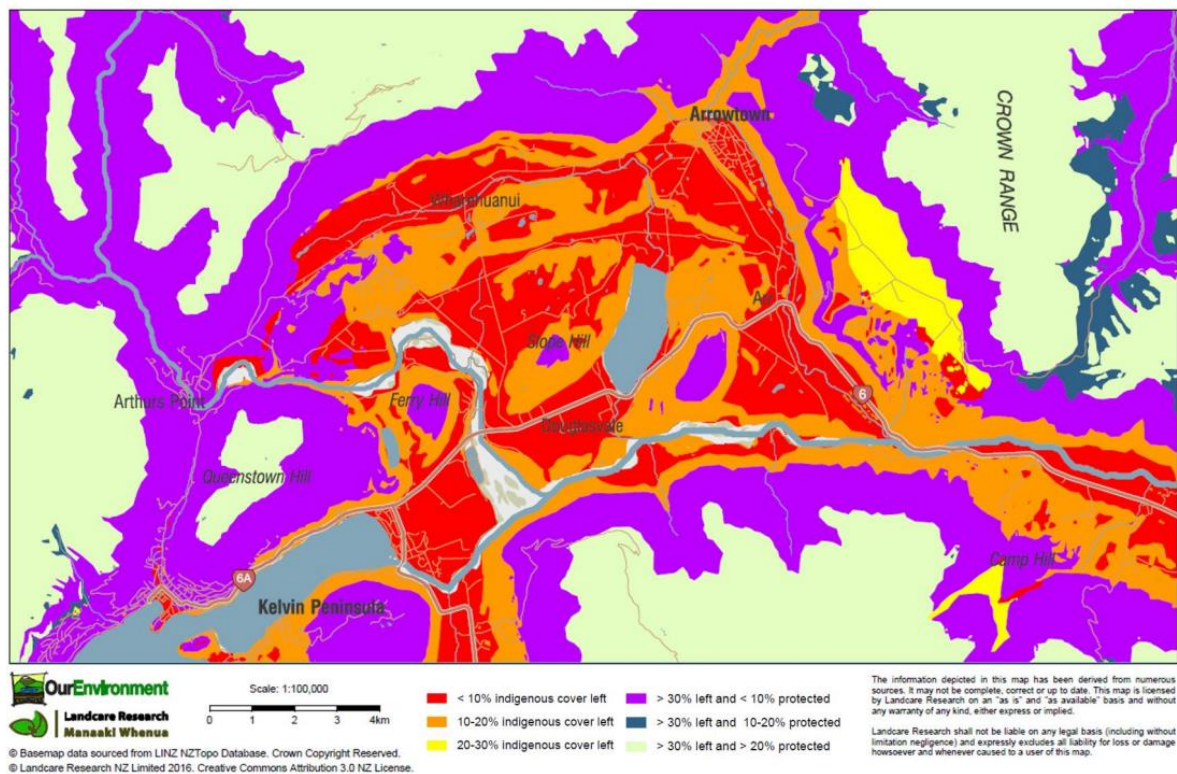 Arrowtown
CROWN RANGE
Slope Hill
Arthurs Point
Ferry Hill
6
Douglasvale
Queenstown Hill
Camp Hill
6A
Kelvin Peninsula
OurEnvironment
Landcare Research
Manaaki Whenua
Scale: 1:100,000
0 1 2 3 4km
< 10% indigenous cover left
10-20% indigenous cover left
20-30% indigenous cover left
> 30% left and < 10% protected
> 30% left and 10-20% protected
> 30% left and > 20% protected
The information depicted in this map has been derived from numerous
sources. It may not be complete, correct or up to date. This map is licensed
by Landcare Research on an "as is" and "as available" basis and without
any warranty of any kind, either express or implied.
Landcare Research shall not be liable on any legal basis (including without
limitation negligence) and expressly excludes all liability for loss or damage
howsoever and whenever caused to a user of this map.
© Basemap data sourced from LINZ NZTopo Database. Crown Copyright Reserved.
© Landcare Research NZ Limited 2016. Creative Commons Attribution 3.0 NZ License.